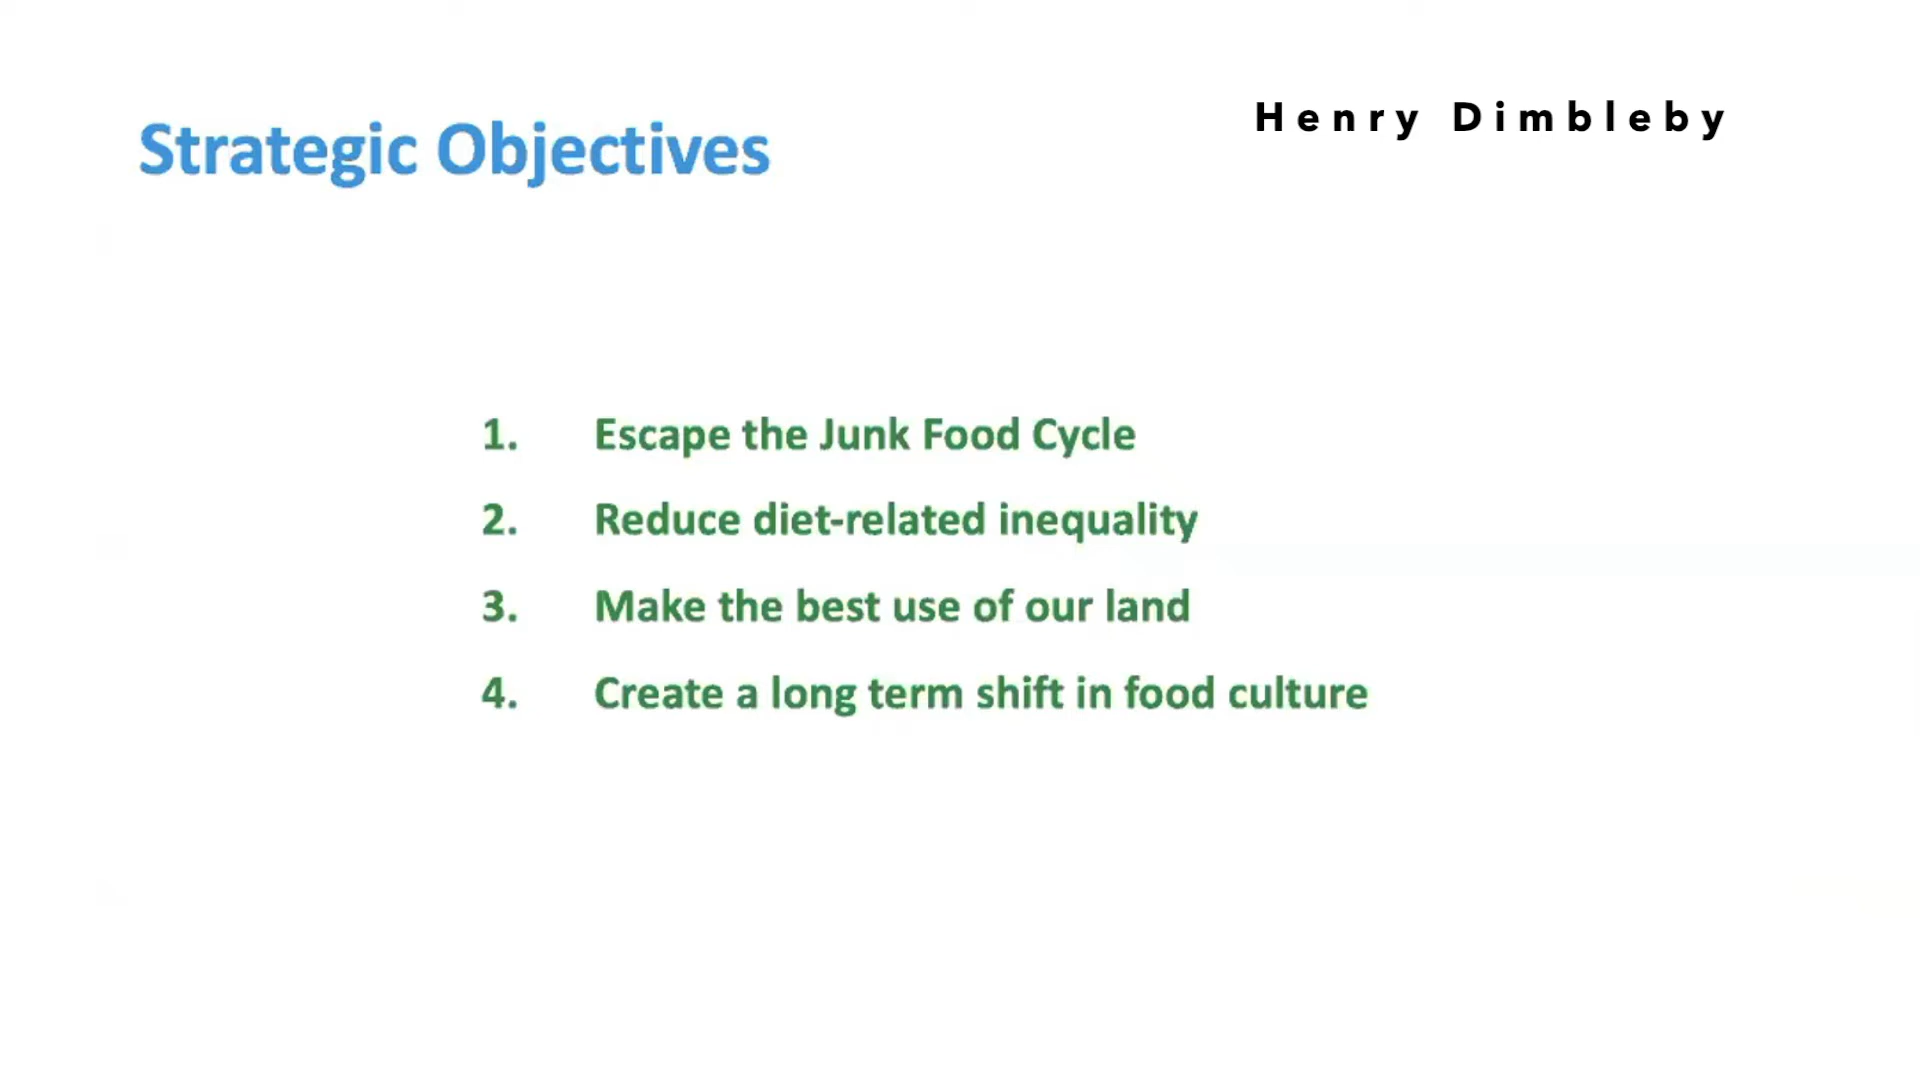 Strategic Objectives
Henry Dimbleby
1. Escape the Junk Food Cycle
2. Reduce diet-related inequality
3. Make the best use of our land
4. Create a long term shift in food culture